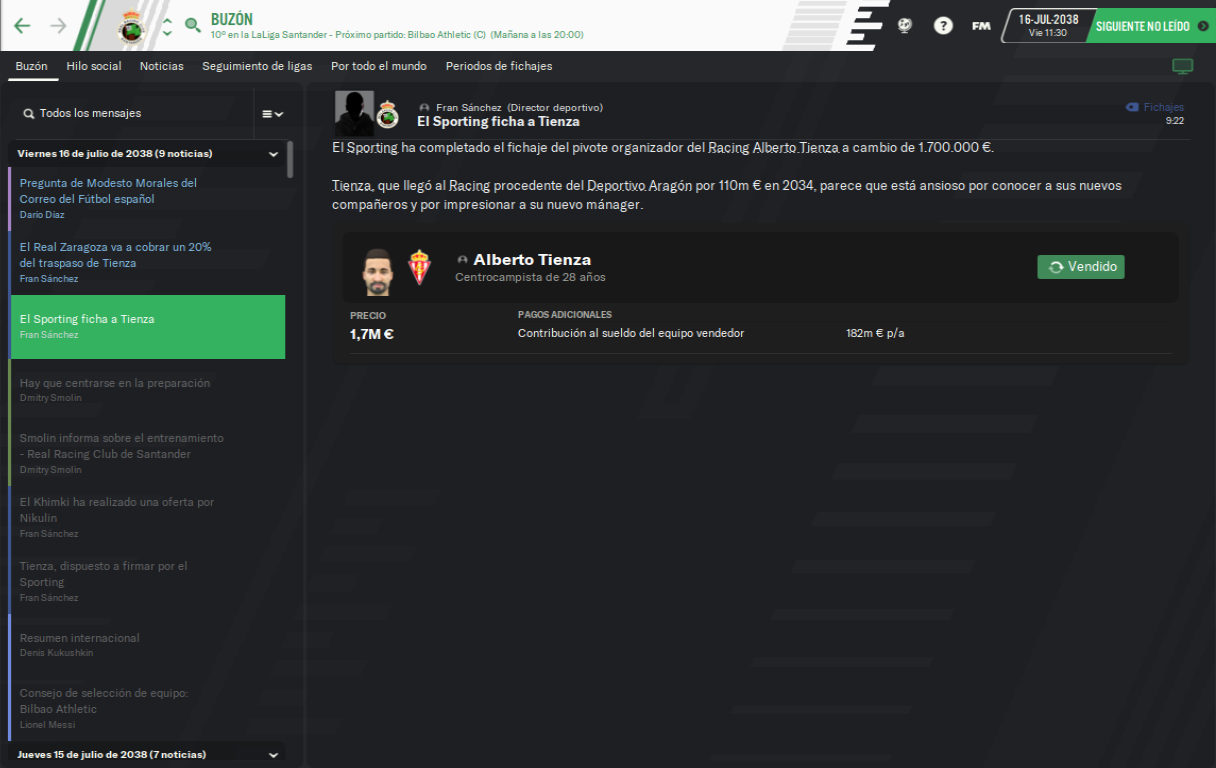 BUZÓN
10º en la LaLiga Santander - Próximo partido: Bilbao Athletic (C) (Mañana a las 20:00)
?
FM
16-JUL-2038
Vie 11:30
SIGUIENTE NO LEÍDO
Buzón Hilo social Noticias Seguimiento de ligas Por todo el mundo Periodos de fichajes
Todos los mensajes
Viernes 16 de julio de 2038 (9 noticias)
Pregunta de Modesto Morales del
Correo del Fútbol español
Darío Díaz
El Real Zaragoza va a cobrar un 20%
del traspaso de Tienza
Fran Sánchez
El Sporting ficha a Tienza
Fran Sánchez
Hay que centrarse en la preparación
Dmitry Smolin
Smolin informa sobre el entrenamiento
- Real Racing Club de Santander
Dmitry Smolin
El Khimki ha realizado una oferta por
Nikulin
Fran Sánchez
Tienza, dispuesto a firmar por el
Sporting
Fran Sánchez
Resumen internacional
Denis Kukushkin
Consejo de selección de equipo:
Bilbao Athletic
Lionel Messi
Jueves 15 de julio de 2038 (7 noticias)
Fran Sánchez (Director deportivo)
El Sporting ficha a Tienza
Fichajes
9:22
El Sporting ha completado el fichaje del pivote organizador del Racing Alberto Tienza a cambio de 1.700.000 €.
Tienza, que llegó al Racing procedente del Deportivo Aragón por 110m € en 2034, parece que está ansioso por conocer a sus nuevos
compañeros y por impresionar a su nuevo mánager.
Alberto Tienza
Centrocampista de 28 años
Vendido
PRECIO
1,7M €
PAGOS ADICIONALES
Contribución al sueldo del equipo vendedor 182m € p/a